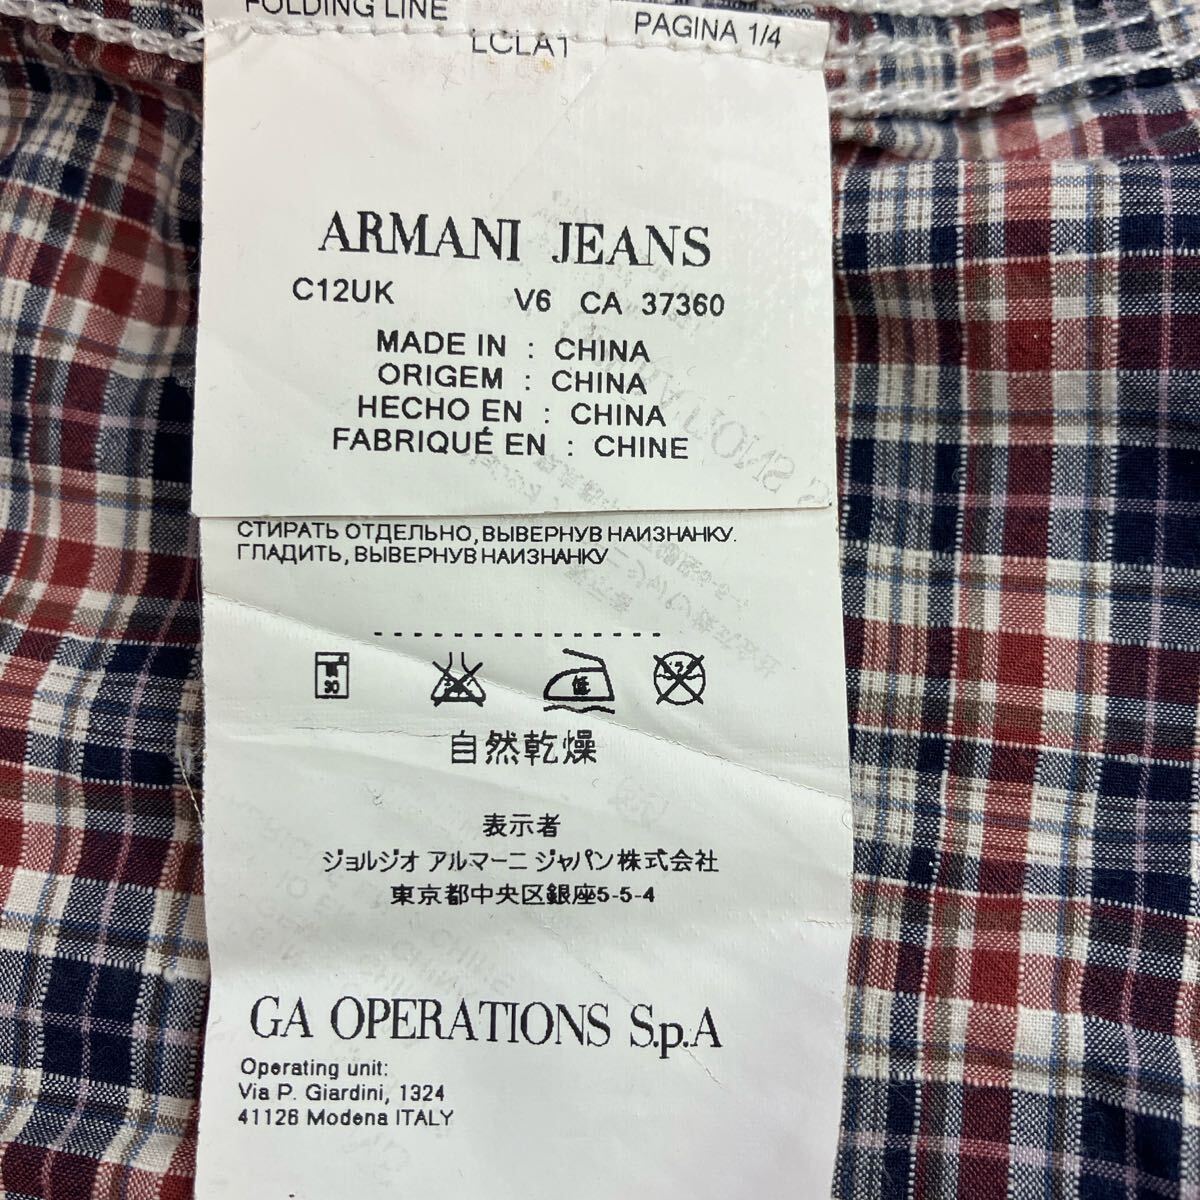 FOLDING LINE
PAGINA 1/4
LCLA1
ARMANI JEANS
C12UK V6 CA 37360
MADE IN : CHINA
ORIGEM : CHINA
HECHO EN : CHINA
FABRIQUÉ EN : CHINE
СТИРАТЬ ОТДЕЛЬНО, ВЫВЕРНУВ НАИЗНАНКУ.
ГЛАДИТЬ, ВЫВЕРНУВ НАИЗНАНКУ
30 低
自然乾燥
表示者
ジョルジオ アルマーニ ジャパン株式会社
東京都中央区銀座5-5-4
GA OPERATIONS S.p.A
Operating unit:
Via P. Giardini, 1324
41126 Modena ITALY